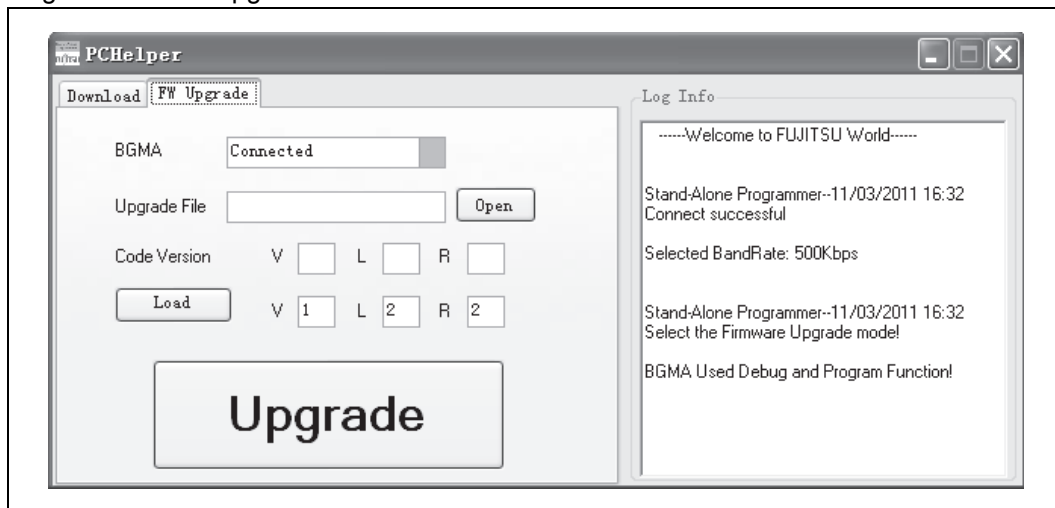 PCHelper
Download FW Upgrade
BGMA Connected
Upgrade File Open
Code Version V L R
Load V 1 L 2 R 2
Upgrade
Log Info
------Welcome to FUJITSU World------
Stand-Alone Programmer--11/03/2011 16:32
Connect successful
Selected BandRate: 500Kbps
Stand-Alone Programmer--11/03/2011 16:32
Select the Firmware Upgrade mode!
BGMA Used Debug and Program Function!